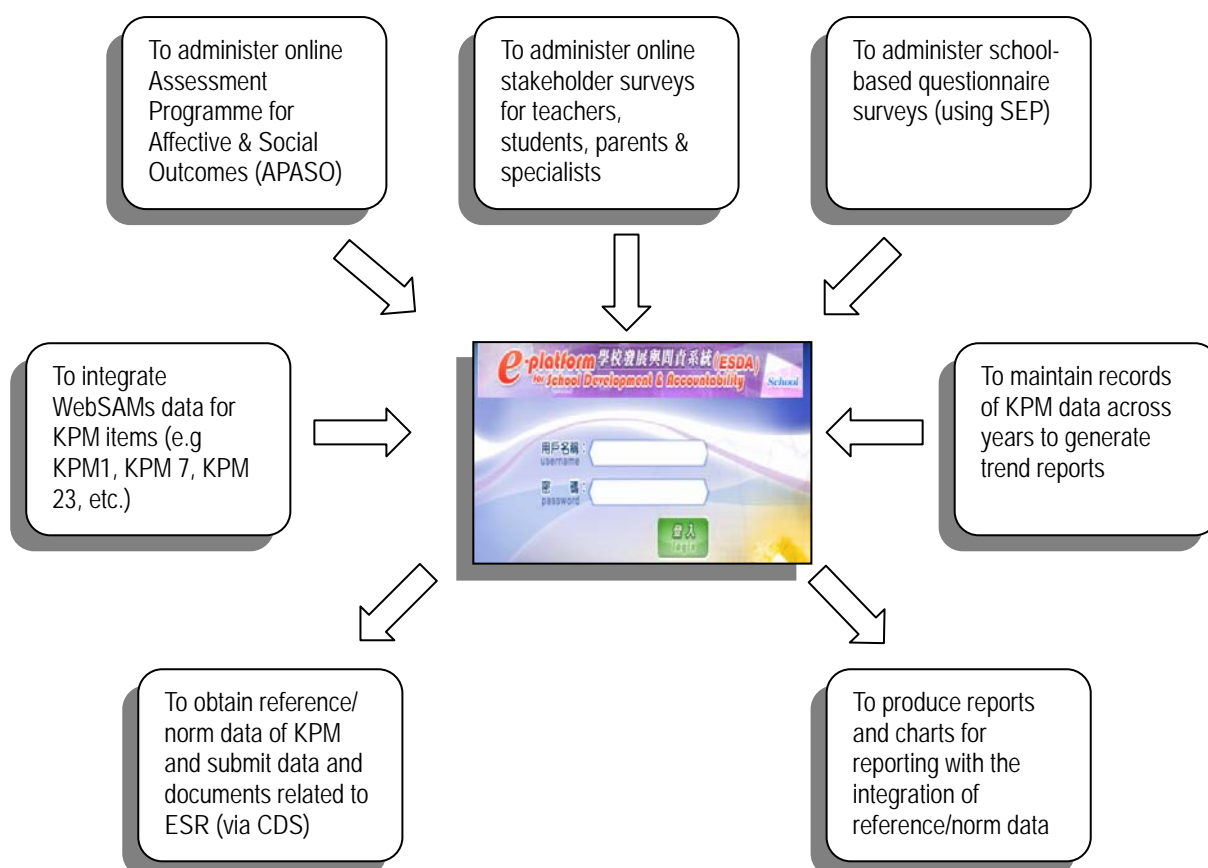 To administer online
Assessment
Programme for
Affective & Social
Outcomes (APASO)
To administer online
stakeholder surveys
for teachers,
students, parents &
specialists
To administer school-
based questionnaire
surveys (using SEP)
To integrate
WebSAMs data for
KPM items (e.g
KPM1, KPM 7, KPM
23, etc.)
e-platform 學校發展與問責系統 (ESDA)
for School Development & Accountability
School
用戶名稱:
username
密 碼:
password
登入
login
To maintain records
of KPM data across
years to generate
trend reports
To obtain reference/
norm data of KPM
and submit data and
documents related to
ESR (via CDS)
To produce reports
and charts for
reporting with the
integration of
reference/norm data